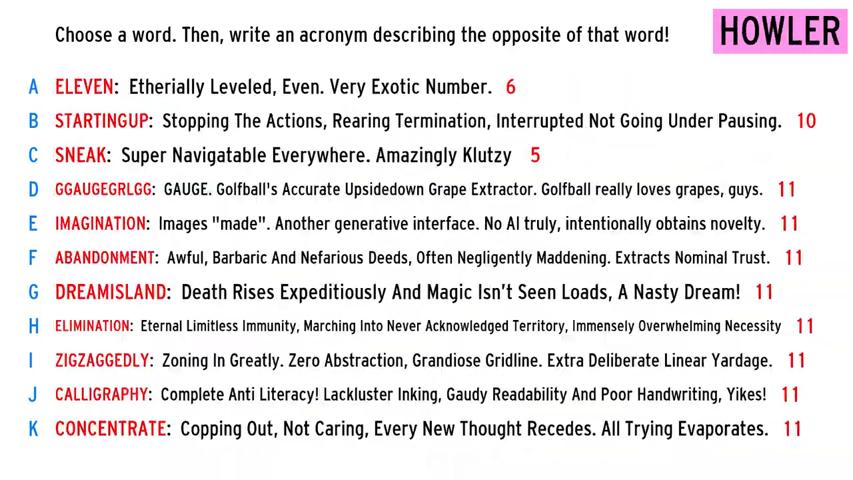 Choose a word. Then, write an acronym describing the opposite of that word!
HOWLER
A ELEVEN: Etherially Leveled, Even. Very Exotic Number. 6
B STARTINGUP: Stopping The Actions, Rearing Termination, Interrupted Not Going Under Pausing. 10
C SNEAK: Super Navigatable Everywhere. Amazingly Klutzy 5
D GGAUGEGRLGG: GAUGE. Golfball's Accurate Upsidedown Grape Extractor. Golfball really loves grapes, guys. 11
E IMAGINATION: Images "made". Another generative interface. No AI truly, intentionally obtains novelty. 11
F ABANDONMENT: Awful, Barbaric And Nefarious Deeds, Often Negligently Maddening. Extracts Nominal Trust. 11
G DREAMISLAND: Death Rises Expeditiously And Magic Isn't Seen Loads, A Nasty Dream! 11
H ELIMINATION: Eternal Limitless Immunity, Marching Into Never Acknowledged Territory, Immensely Overwhelming Necessity 11
I ZIGZAGGEDLY: Zoning In Greatly. Zero Abstraction, Grandiose Gridline. Extra Deliberate Linear Yardage. 11
J CALLIGRAPHY: Complete Anti Literacy! Lackluster Inking, Gaudy Readability And Poor Handwriting, Yikes! 11
K CONCENTRATE: Copping Out, Not Caring, Every New Thought Recedes. All Trying Evaporates. 11